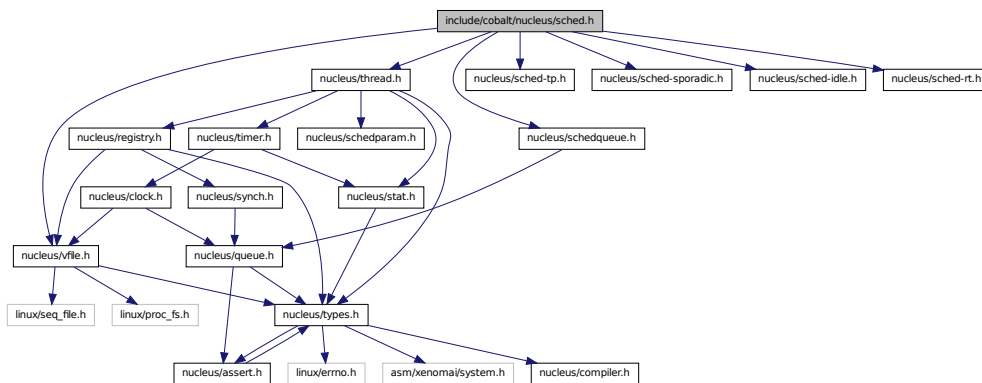 include/cobalt/nucleus/sched.h
nucleus/thread.h
nucleus/sched-tp.h
nucleus/sched-sporadic.h
nucleus/sched-idle.h
nucleus/sched-rt.h
nucleus/registry.h
nucleus/timer.h
nucleus/schedparam.h
nucleus/schedqueue.h
nucleus/clock.h
nucleus/synch.h
nucleus/stat.h
nucleus/vfile.h
nucleus/queue.h
linux/seq_file.h
linux/proc_fs.h
nucleus/types.h
nucleus/assert.h
linux/errno.h
asm/xenomai/system.h
nucleus/compiler.h